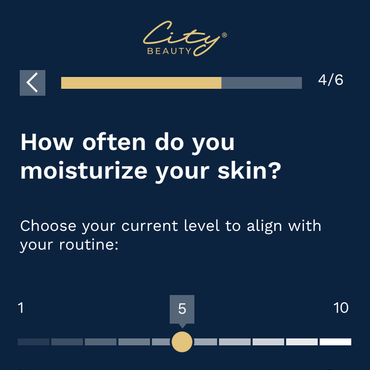 City®
BEAUTY
4/6
How often do you
moisturize your skin?
Choose your current level to align with
your routine:
1
5
10